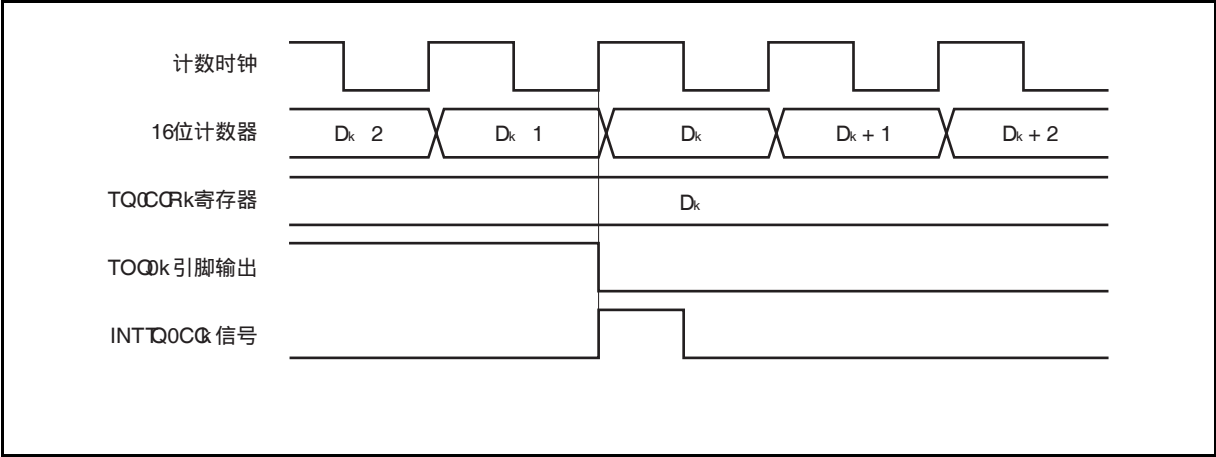 计数时钟
16位计数器 Dk 2 Dk 1 Dk Dk + 1 Dk + 2
TQ0CCRk寄存器 Dk
TOQ0k引脚输出
INTTQ0CCk信号